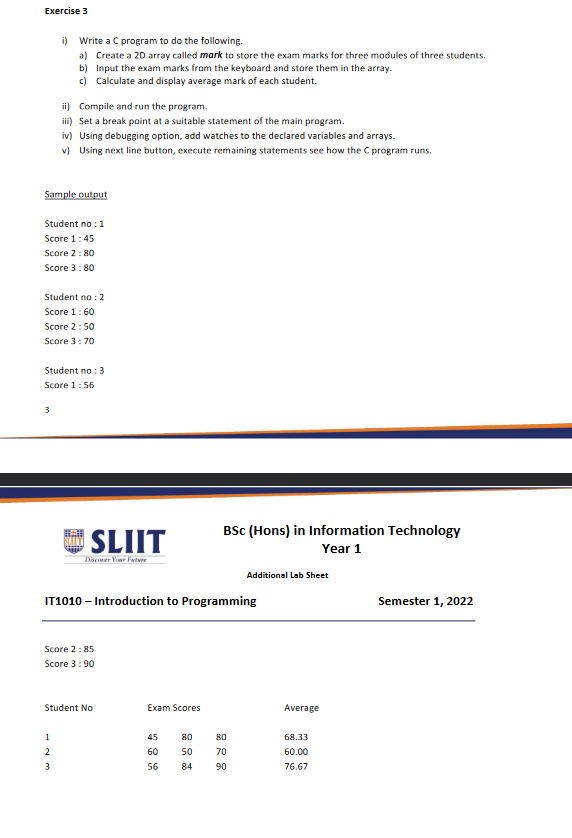 Exercise 3
i) Write a C program to do the following.
a) Create a 2D array called mark to store the exam marks for three modules of three students.
b) Input the exam marks from the keyboard and store them in the array.
c) Calculate and display average mark of each student.
ii) Compile and run the program.
iii) Set a break point at a suitable statement of the main program.
iv) Using debugging option, add watches to the declared variables and arrays.
v) Using next line button, execute remaining statements see how the C program runs.
Sample output
Student no : 1
Score 1 : 45
Score 2 : 80
Score 3 : 80
Student no : 2
Score 1 : 60
Score 2 : 50
Score 3 : 70
Student no : 3
Score 1 : 56
3
SLIIT
Discover Your Future
BSc (Hons) in Information Technology
Year 1
Additional Lab Sheet
IT1010 – Introduction to Programming Semester 1, 2022
Score 2 : 85
Score 3 : 90
Student No Exam Scores Average
1 45 80 80 68.33
2 60 50 70 60.00
3 56 84 90 76.67